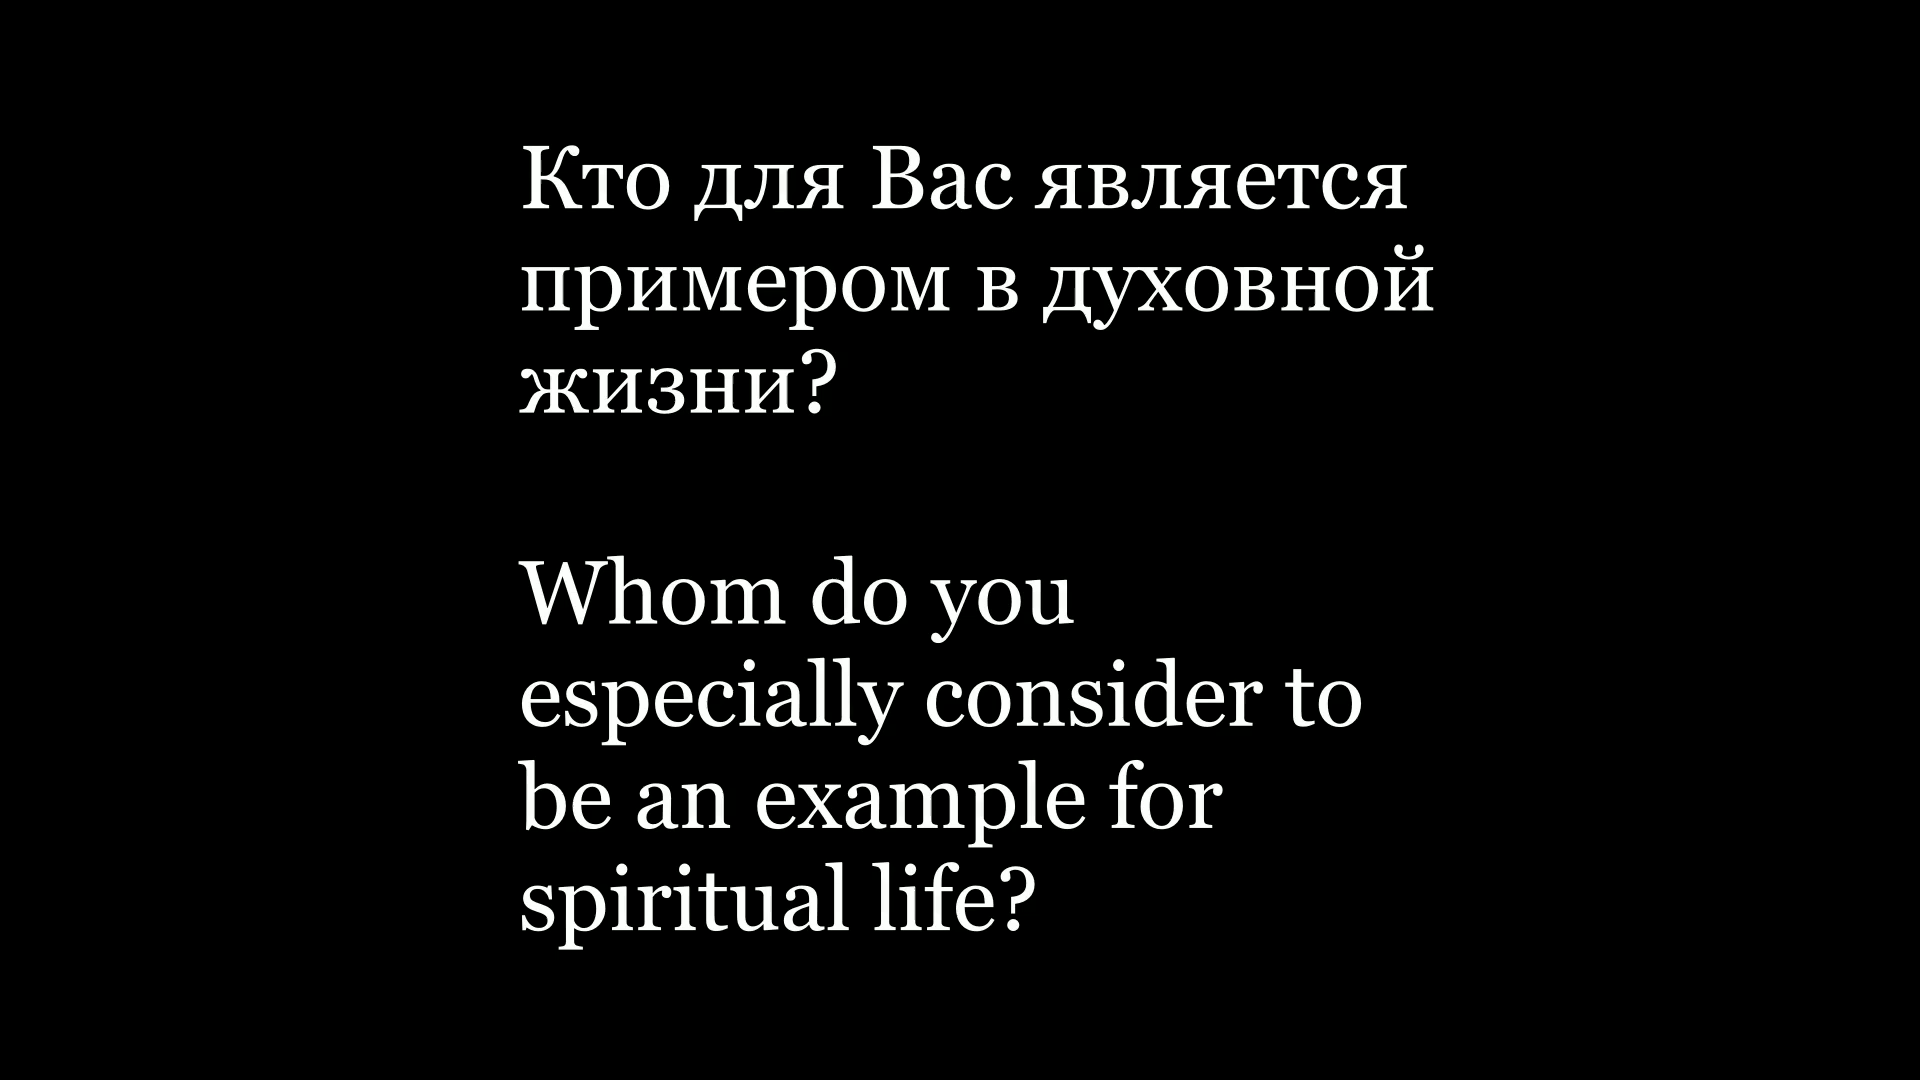 Кто для Вас является
примером в духовной
жизни?
Whom do you
especially consider to
be an example for
spiritual life?